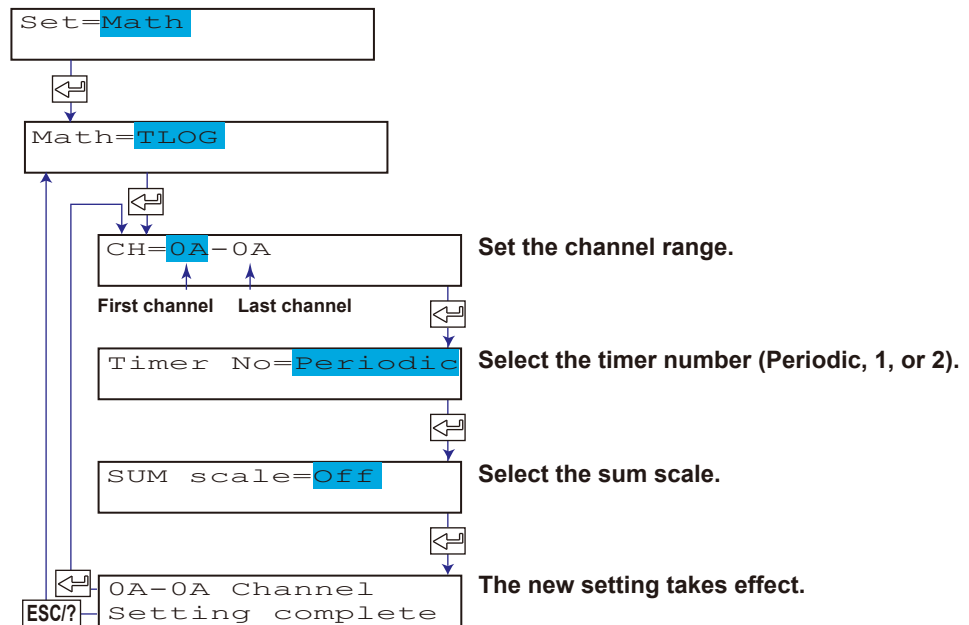 Set=Math
Math=TLOG
CH=0A-0A
Set the channel range.
First channel Last channel
Timer No=Periodic
Select the timer number (Periodic, 1, or 2).
SUM scale=Off
Select the sum scale.
0A-0A Channel
The new setting takes effect.
ESC/?
Setting complete